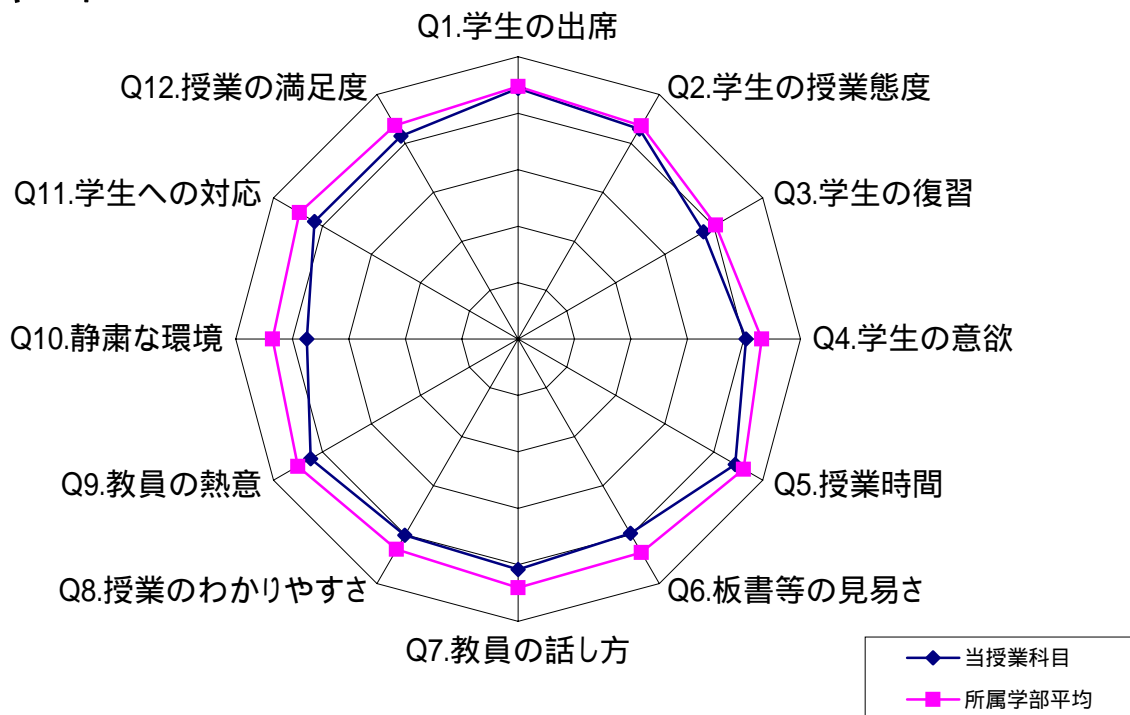 Q1.学生の出席
Q2.学生の授業態度
Q3.学生の復習
Q4.学生の意欲
Q5.授業時間
Q6.板書等の見易さ
Q7.教員の話し方
Q8.授業のわかりやすさ
Q9.教員の熱意
Q10.静粛な環境
Q11.学生への対応
Q12.授業の満足度
当授業科目
所属学部平均